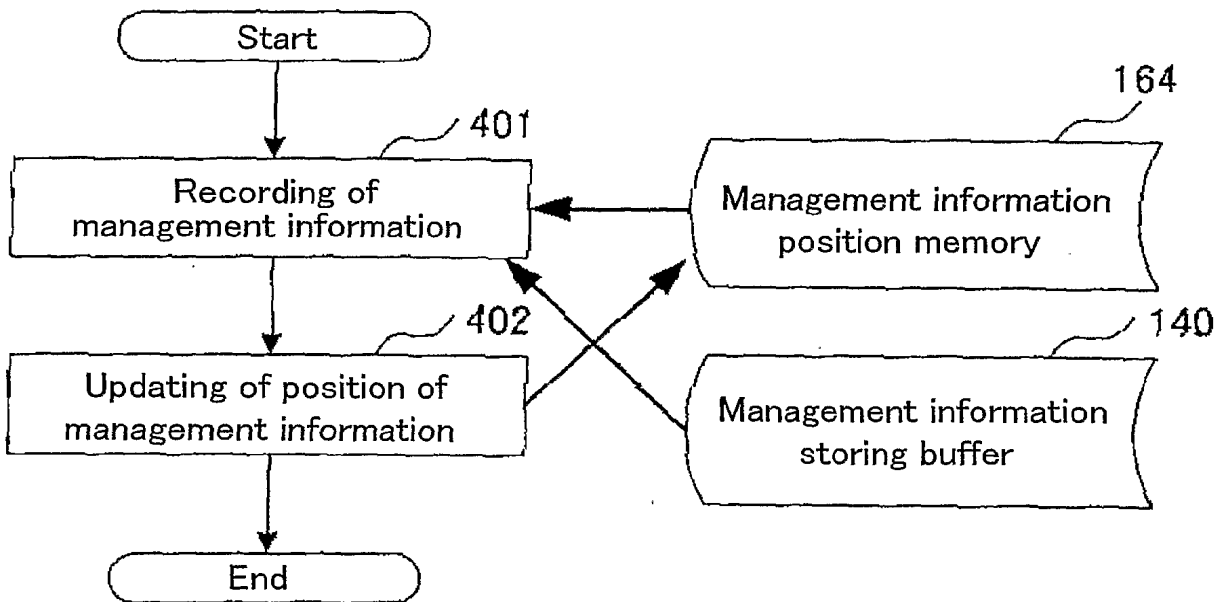 Start
401
Recording of
management information
164
Management information
position memory
402
Updating of position of
management information
140
Management information
storing buffer
End